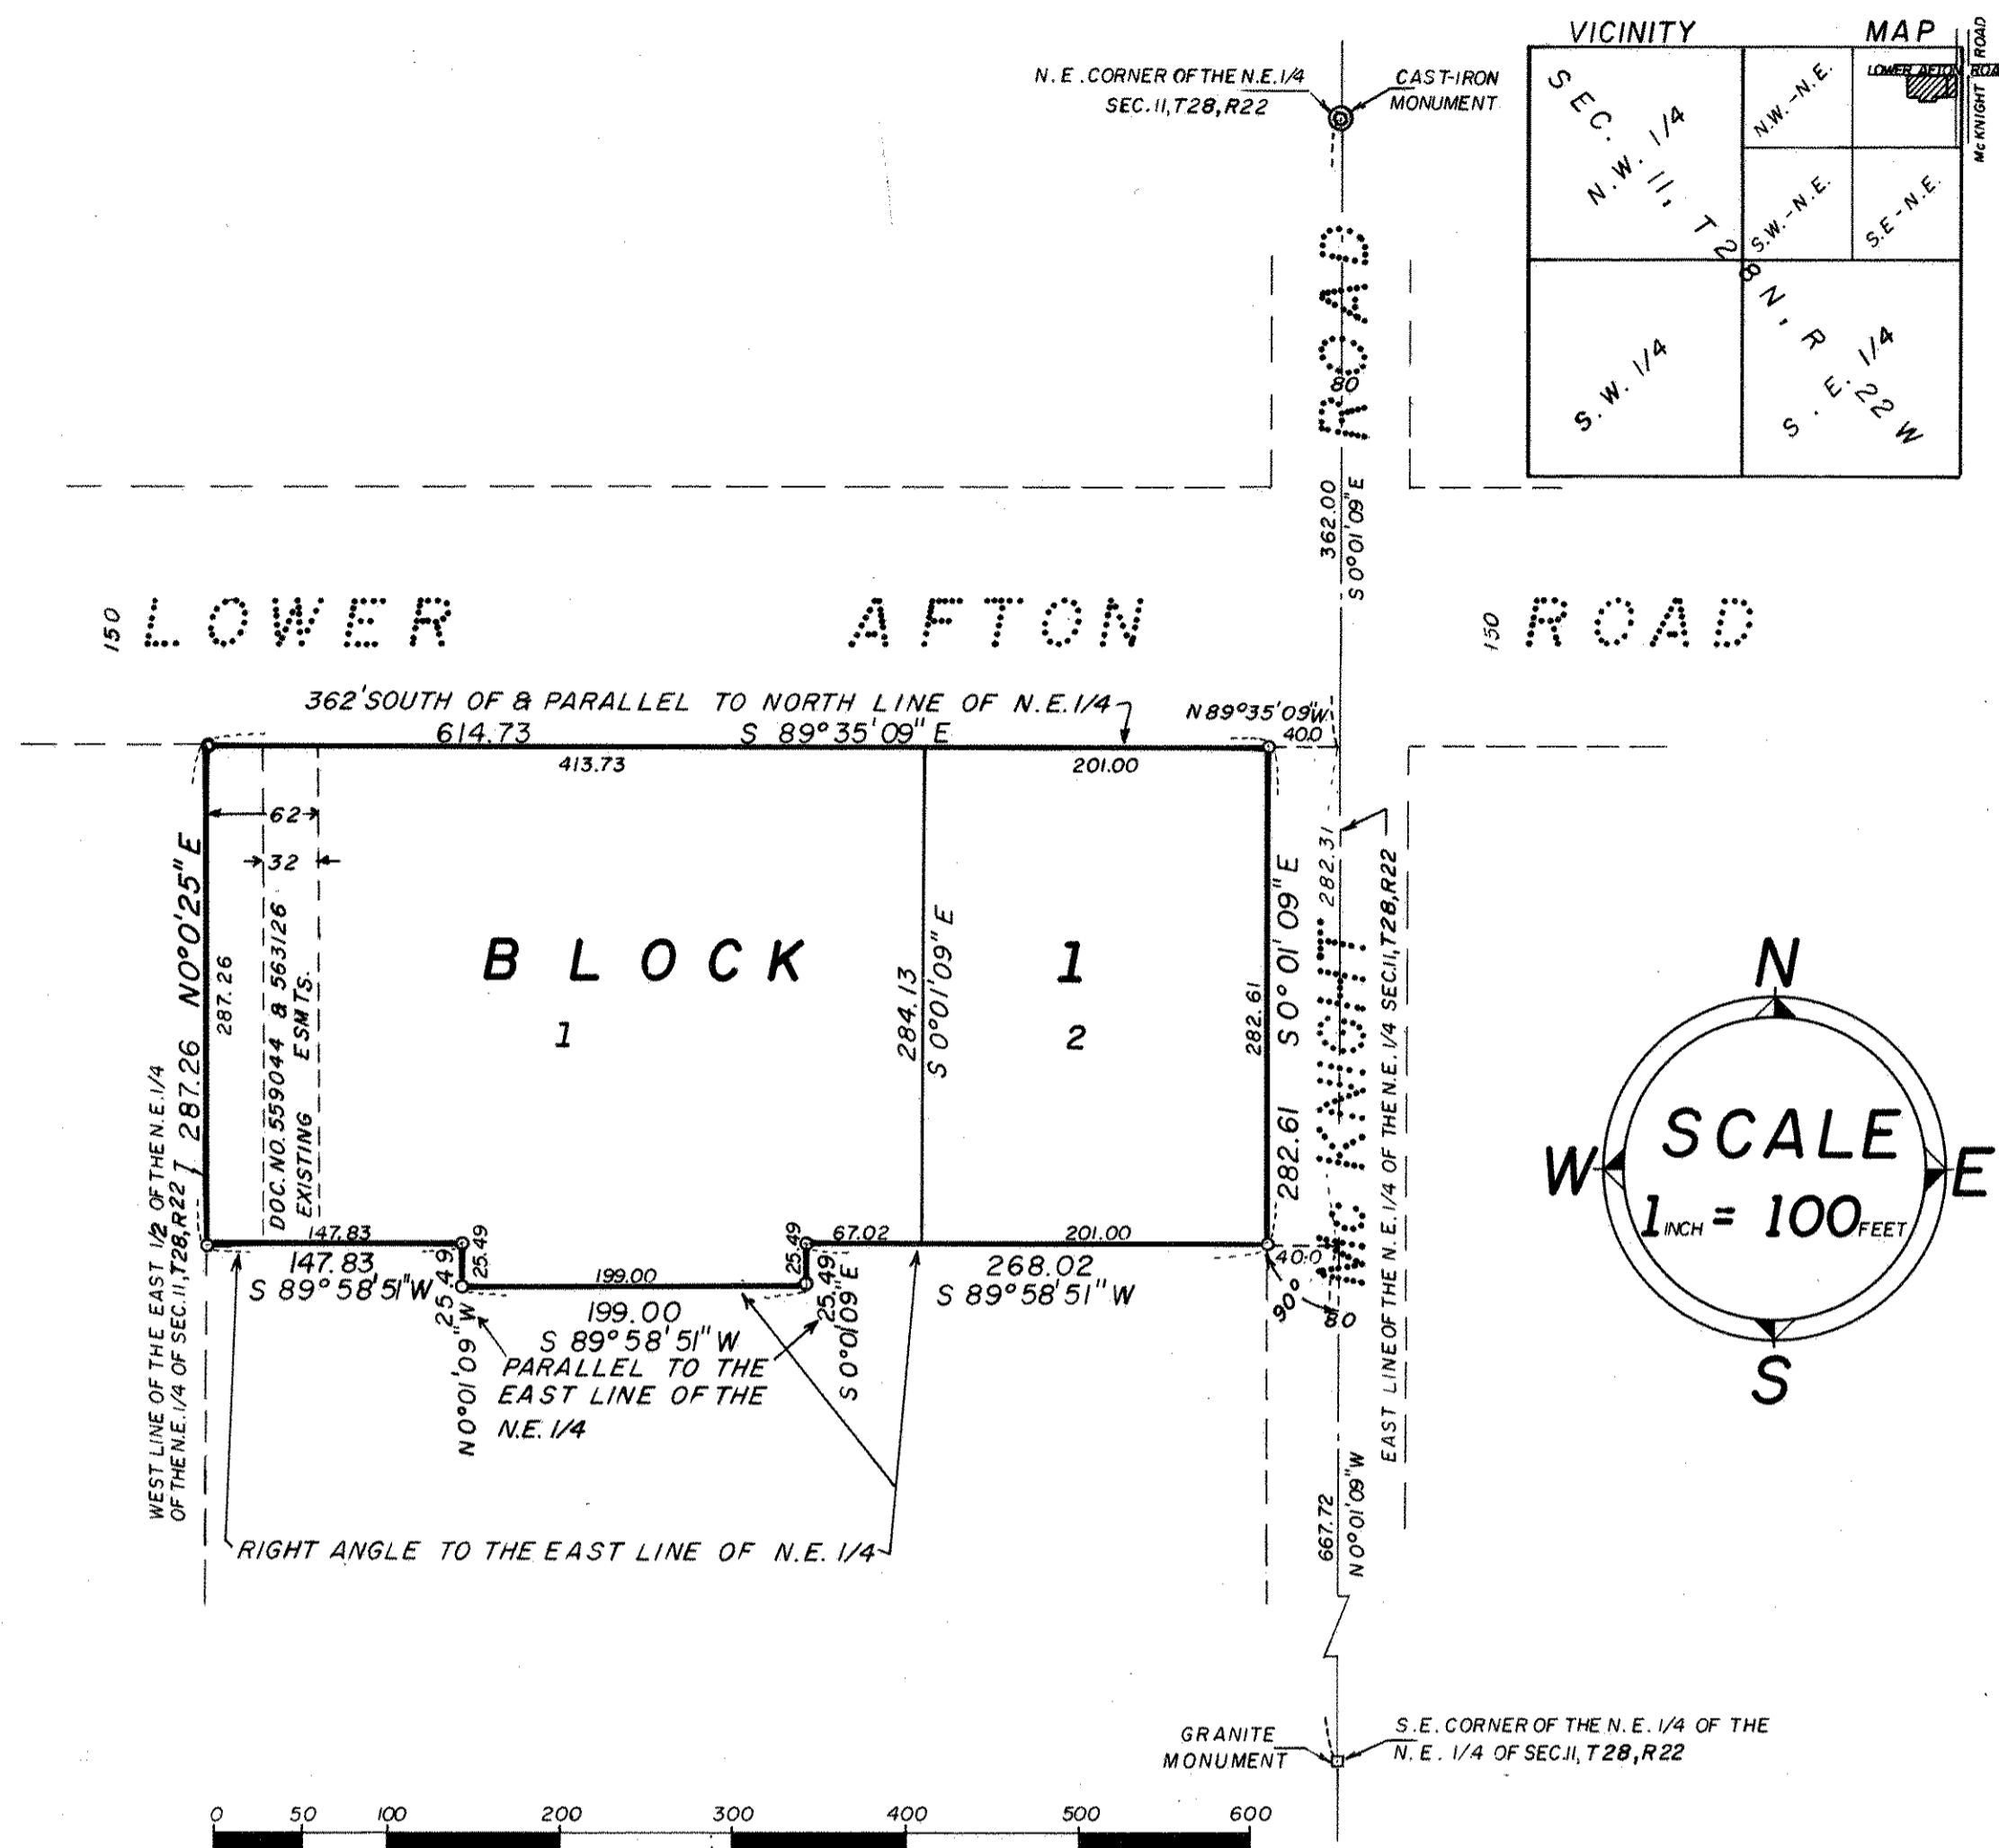 VICINITY MAP
LOWER AFTON ROAD
McKNIGHT ROAD
SEC. 11, T 28 N, R 22 W
N.W. 1/4
N.W.-N.E.
S.W.-N.E.
S.E-N.E.
S.W. 1/4
S.E. 1/4
N.E. CORNER OF THE N.E. 1/4
SEC. 11, T28, R22
CAST-IRON
MONUMENT
ROAD
80
362.00
S 0°01'09" E
150
LOWER AFTON ROAD
150
362' SOUTH OF & PARALLEL TO NORTH LINE OF N.E. 1/4
614.73 S 89°35'09" E
N 89°35'09" W
40.0
413.73
201.00
62
32
287.26 N 0°0'25" E
287.26
DOC. NO. 559044 & 563126
EXISTING ESMTS.
BLOCK 1
1
2
284.13
S 0°01'09" E
282.61
282.61 S 0°01'09" E
282.31
Mc KNIGHT
EAST LINE OF THE N.E. 1/4 OF THE N.E. 1/4 SEC. 11, T28, R22
WEST LINE OF THE EAST 1/2 OF THE N.E. 1/4
OF THE N.E. 1/4 OF SEC. 11, T28, R22
147.83
147.83
S 89°58'51" W
25.49
25.49
N 0°01'09" W
199.00
199.00
S 89°58'51" W
25.49
25.49
S 0°01'09" E
67.02
201.00
268.02
S 89°58'51" W
40.0
90°
80
PARALLEL TO THE
EAST LINE OF THE
N.E. 1/4
RIGHT ANGLE TO THE EAST LINE OF N.E. 1/4
667.72
N 0°01'09" W
N
W
E
S
SCALE
1 INCH = 100 FEET
GRANITE
MONUMENT
S.E. CORNER OF THE N.E. 1/4 OF THE
N.E. 1/4 OF SEC. 11, T28, R22
0 50 100 200 300 400 500 600